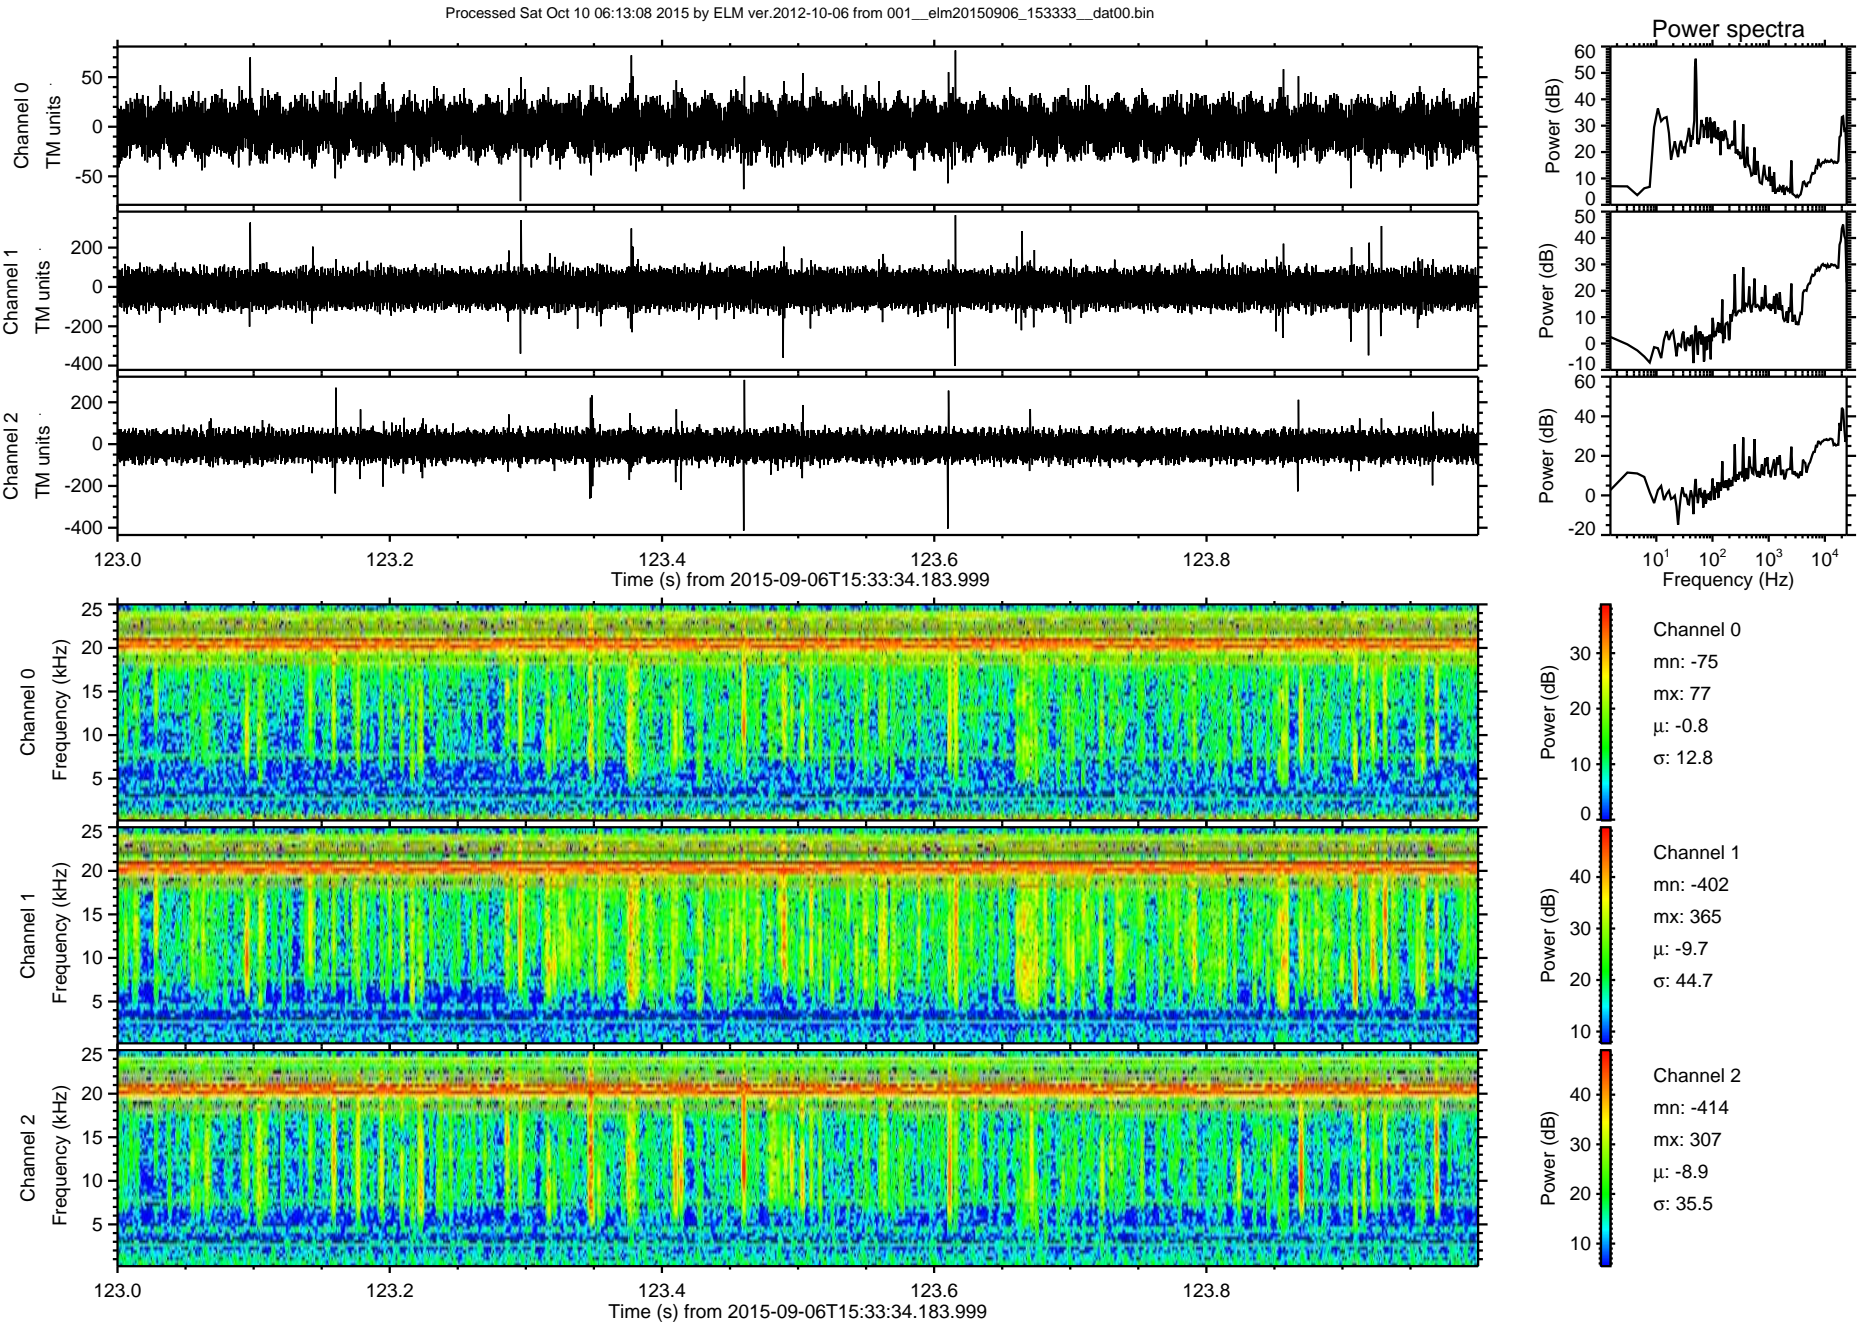 Processed Sat Oct 10 06:13:08 2015 by ELM ver.2012-10-06 from 001__elm20150906_153333__dat00.bin
Power spectra
Channel 0
TM units
50
0
-50
Power (dB)
60
50
40
30
20
10
0
Channel 1
TM units
200
0
-200
-400
Power (dB)
50
40
30
20
10
0
-10
Channel 2
TM units
200
0
-200
-400
Power (dB)
60
40
20
0
-20
123.0 123.2 123.4 123.6 123.8
Time (s) from 2015-09-06T15:33:34.183.999
10¹ 10² 10³ 10⁴
Frequency (Hz)
Channel 0
Frequency (kHz)
25
20
15
10
5
Power (dB)
30
20
10
0
Channel 0
mn: -75
mx: 77
μ: -0.8
σ: 12.8
Channel 1
Frequency (kHz)
25
20
15
10
5
Power (dB)
40
30
20
10
Channel 1
mn: -402
mx: 365
μ: -9.7
σ: 44.7
Channel 2
Frequency (kHz)
25
20
15
10
5
Power (dB)
40
30
20
10
Channel 2
mn: -414
mx: 307
μ: -8.9
σ: 35.5
123.0 123.2 123.4 123.6 123.8
Time (s) from 2015-09-06T15:33:34.183.999